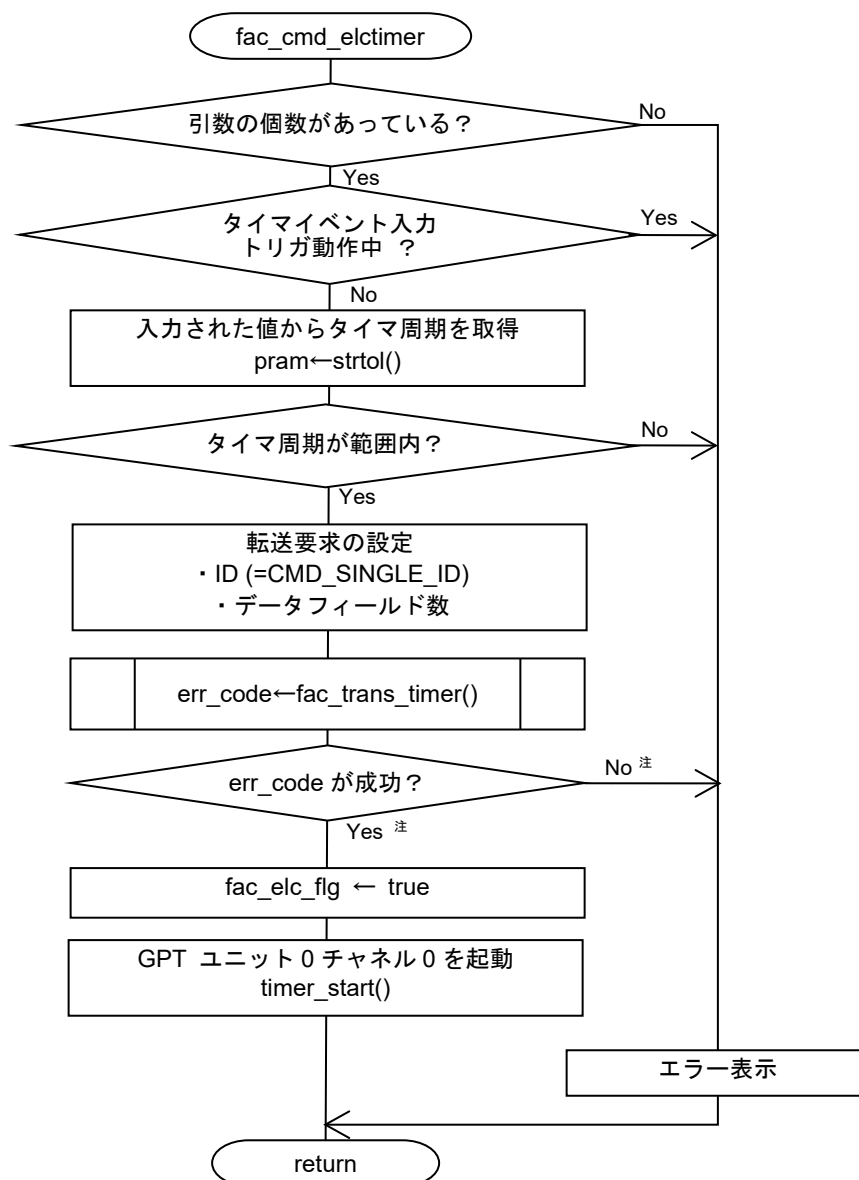 fac_cmd_elctimer
引数の個数があっている？
No
Yes
タイマイベント入力
トリガ動作中 ？
Yes
No
入力された値からタイマ周期を取得
pram←strtol()
タイマ周期が範囲内？
No
Yes
転送要求の設定
・ID (=CMD_SINGLE_ID)
・データフィールド数
err_code←fac_trans_timer()
err_code が成功？
No 注
Yes 注
fac_elc_flg ← true
GPT ユニット 0 チャネル 0 を起動
timer_start()
エラー表示
return